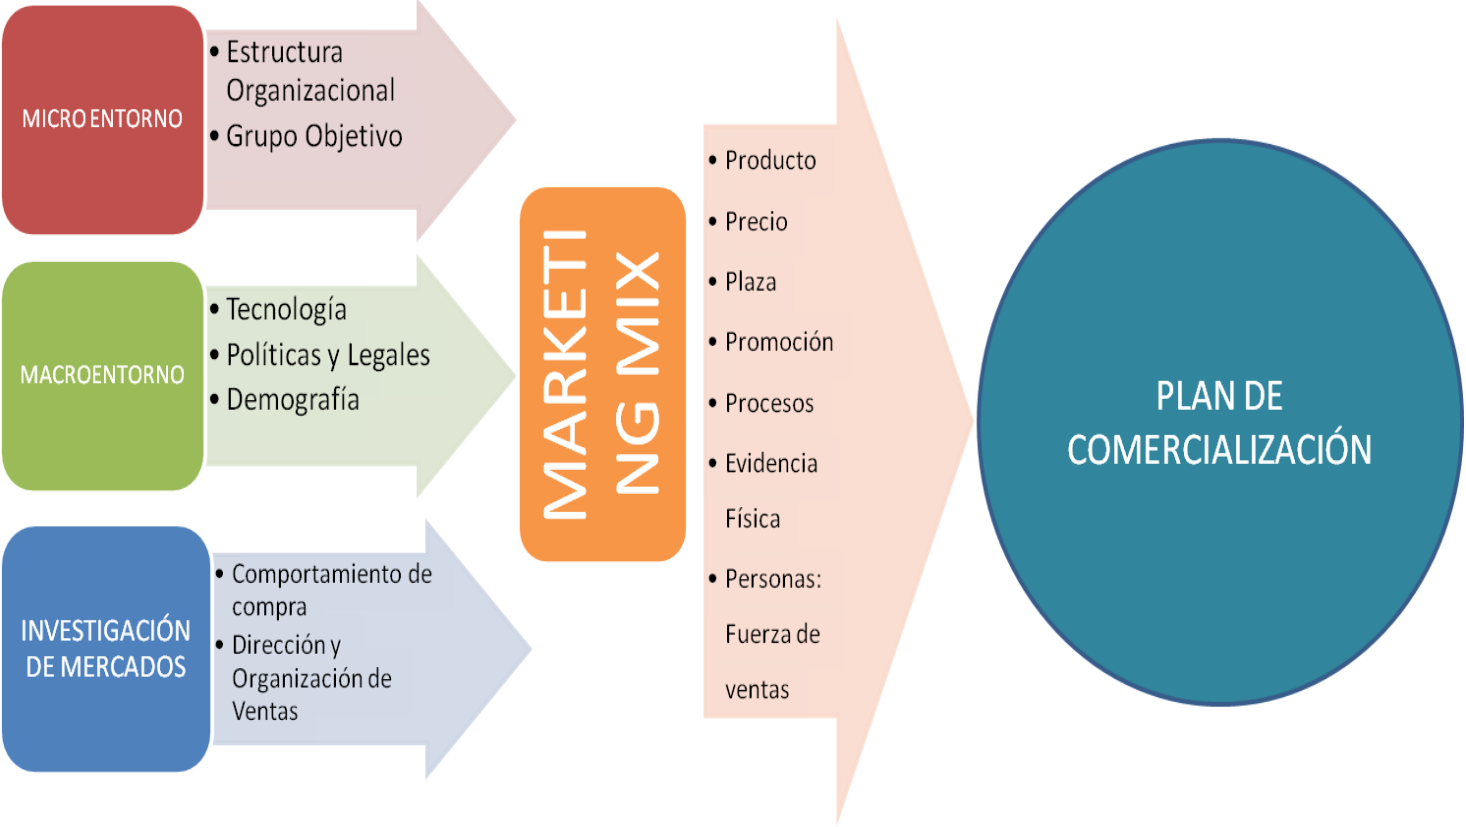 MICRO ENTORNO
• Estructura
Organizacional
• Grupo Objetivo
MACROENTORNO
• Tecnología
• Políticas y Legales
• Demografía
INVESTIGACIÓN
DE MERCADOS
• Comportamiento de
compra
• Dirección y
Organización de
Ventas
MARKETI
NG MIX
• Producto
• Precio
• Plaza
• Promoción
• Procesos
• Evidencia
Física
• Personas:
Fuerza de
ventas
PLAN DE
COMERCIALIZACIÓN